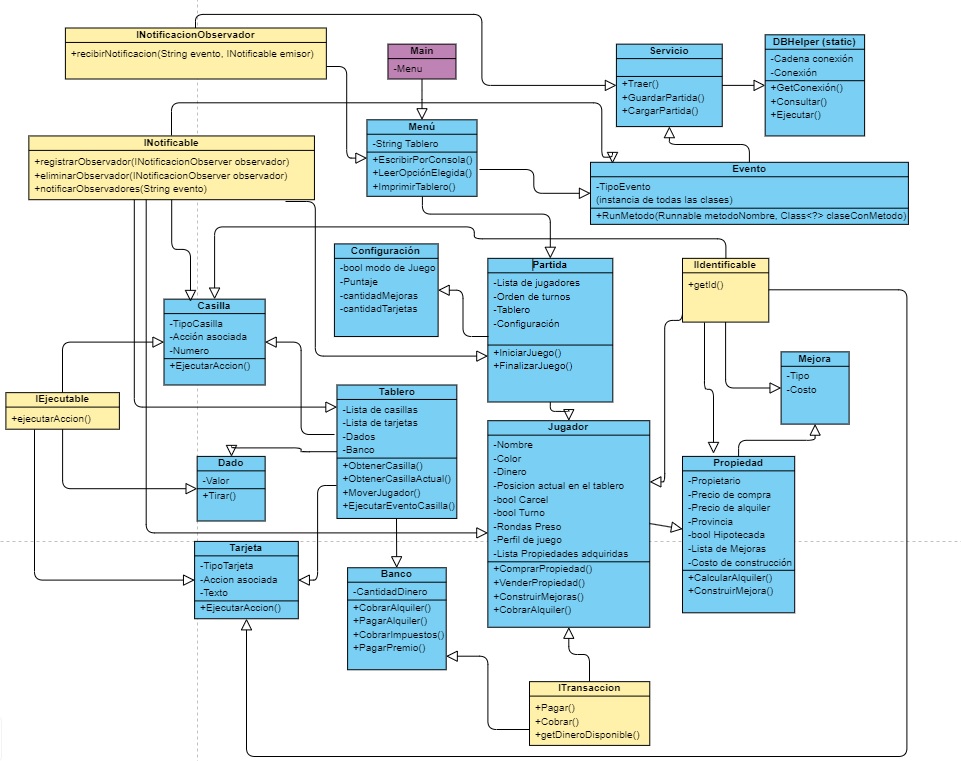 INotificacionObservador
+recibirNotificacion(String evento, INotificable emisor)
Main
-Menu
Servicio
+Traer()
+GuardarPartida()
+CargarPartida()
DBHelper (static)
-Cadena conexión
-Conexión
+GetConexión()
+Consultar()
+Ejecutar()
INotificable
+registrarObservador(INotificacionObserver observador)
+eliminarObservador(INotificacionObserver observador)
+notificarObservadores(String evento)
Menú
-String Tablero
+EscribirPorConsola()
+LeerOpciónElegida()
+ImprimirTablero()
Evento
-TipoEvento
(instancia de todas las clases)
+RunMetodo(Runnable metodoNombre, Class<?> claseConMetodo)
Configuración
-bool modo de Juego
-Puntaje
-cantidadMejoras
-cantidadTarjetas
Partida
-Lista de jugadores
-Orden de turnos
-Tablero
-Configuración
+IniciarJuego()
+FinalizarJuego()
IIdentificable
+getId()
Casilla
-TipoCasilla
-Acción asociada
-Numero
+EjecutarAccion()
Mejora
-Tipo
-Costo
IEjecutable
+ejecutarAccion()
Tablero
-Lista de casillas
-Lista de tarjetas
-Dados
-Banco
+ObtenerCasilla()
+ObtenerCasillaActual()
+MoverJugador()
+EjecutarEventoCasilla()
Jugador
-Nombre
-Color
-Dinero
-Posicion actual en el tablero
-bool Carcel
-bool Turno
-Rondas Preso
-Perfil de juego
-Lista Propiedades adquiridas
+ComprarPropiedad()
+VenderPropiedad()
+ConstruirMejoras()
+CobrarAlquiler()
Dado
-Valor
+Tirar()
Propiedad
-Propietario
-Precio de compra
-Precio de alquiler
-Provincia
-bool Hipotecada
-Lista de Mejoras
-Costo de construcción
+CalcularAlquiler()
+ConstruirMejora()
Tarjeta
-TipoTarjeta
-Accion asociada
-Texto
+EjecutarAccion()
Banco
-CantidadDinero
+CobrarAlquiler()
+PagarAlquiler()
+CobrarImpuestos()
+PagarPremio()
ITransaccion
+Pagar()
+Cobrar()
+getDineroDisponible()